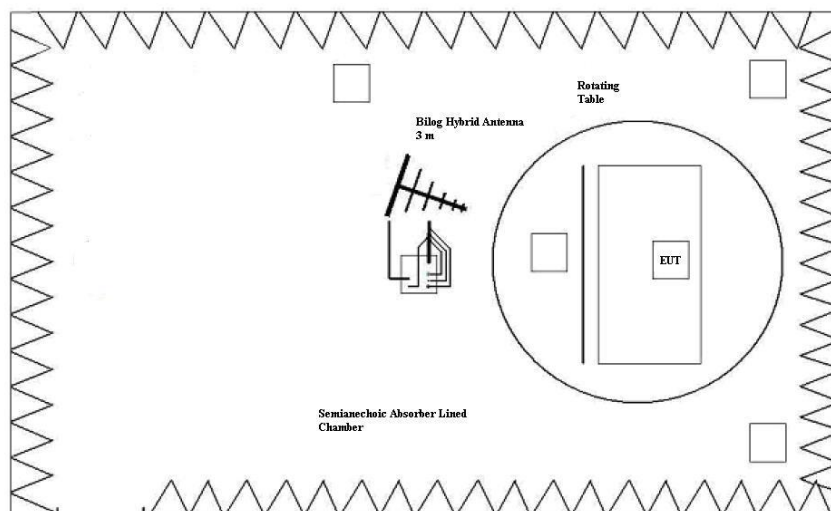 Rotating
Table
Bilog Hybrid Antenna
3 m
EUT
Semianechoic Absorber Lined
Chamber